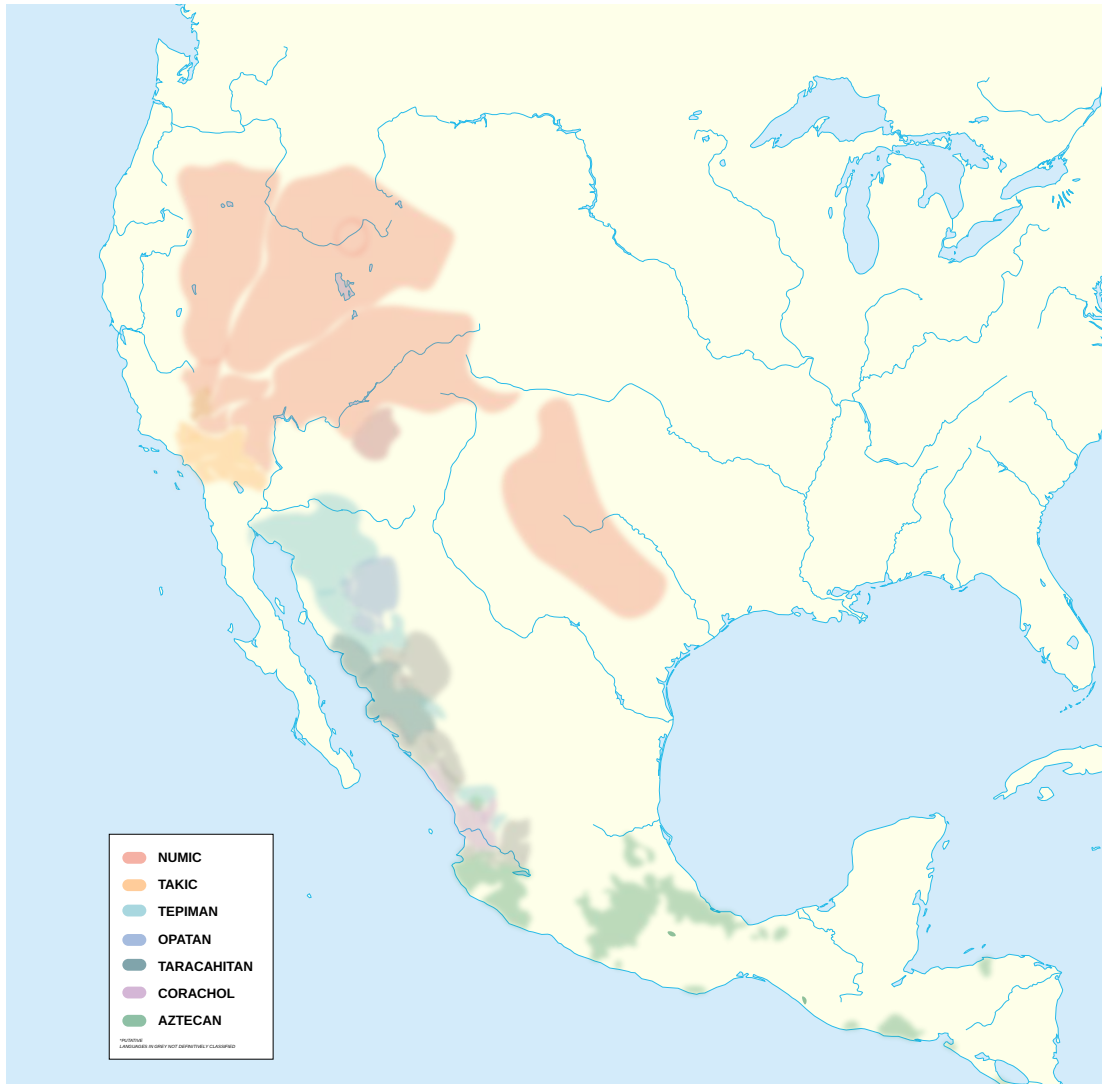 NUMIC
TAKIC
TEPIMAN
OPATAN
TARACAHITAN
CORACHOL
AZTECAN
*PUTATIVE
LANGUAGES IN GREY NOT DEFINITIVELY CLASSIFIED